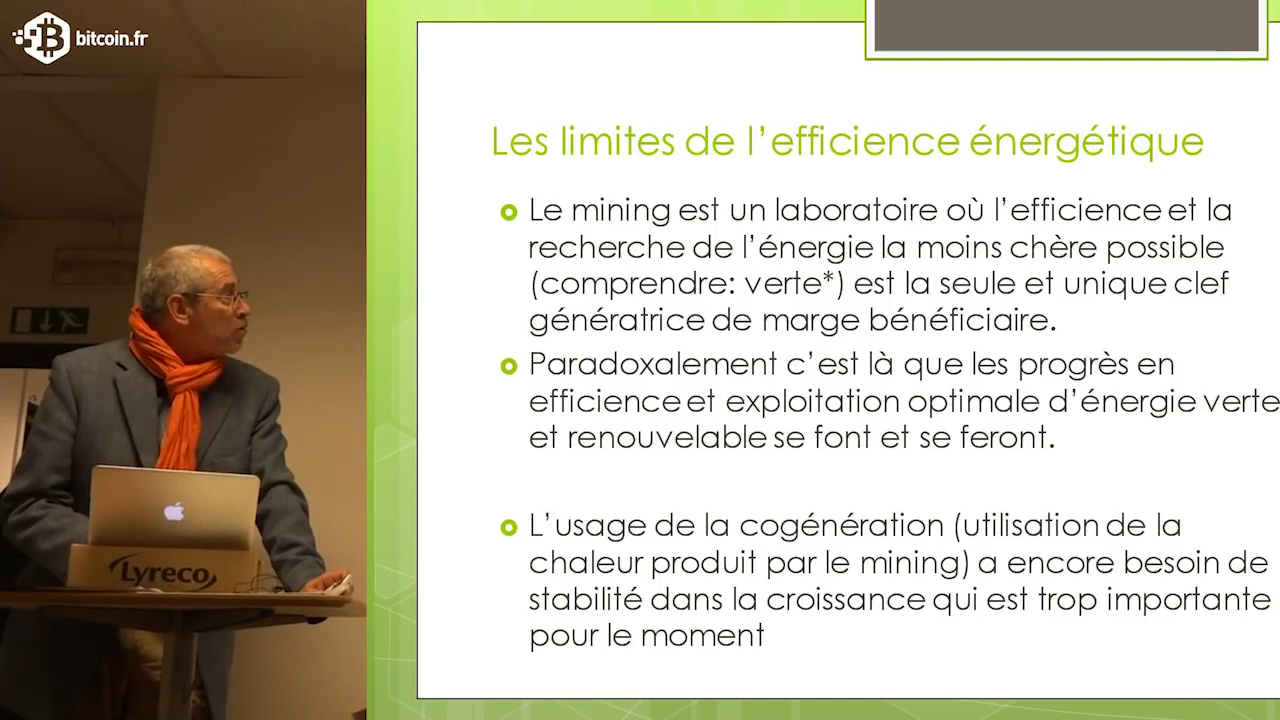 bitcoin.fr
Les limites de l’efficience énergétique
Le mining est un laboratoire où l’efficience et la
recherche de l’énergie la moins chère possible
(comprendre: verte*) est la seule et unique clef
génératrice de marge bénéficiaire.
Paradoxalement c’est là que les progrès en
efficience et exploitation optimale d’énergie verte
et renouvelable se font et se feront.
L’usage de la cogénération (utilisation de la
chaleur produit par le mining) a encore besoin de
stabilité dans la croissance qui est trop importante
pour le moment
Lyreco